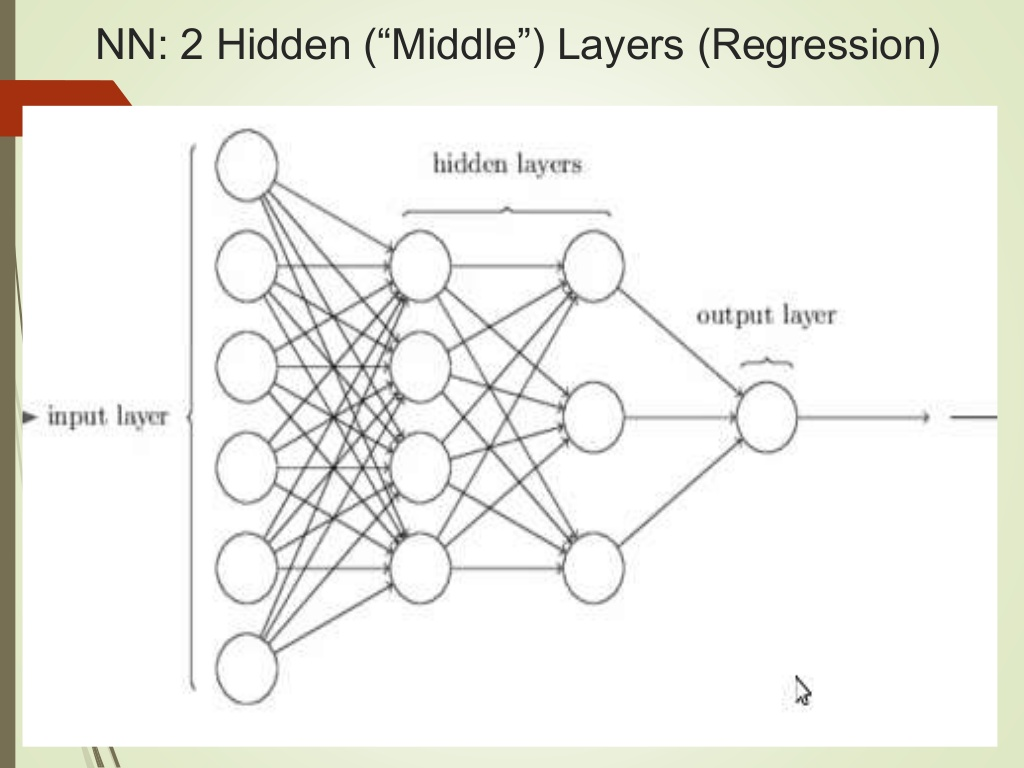 NN: 2 Hidden (“Middle”) Layers (Regression)
hidden layers
output layer
input layer